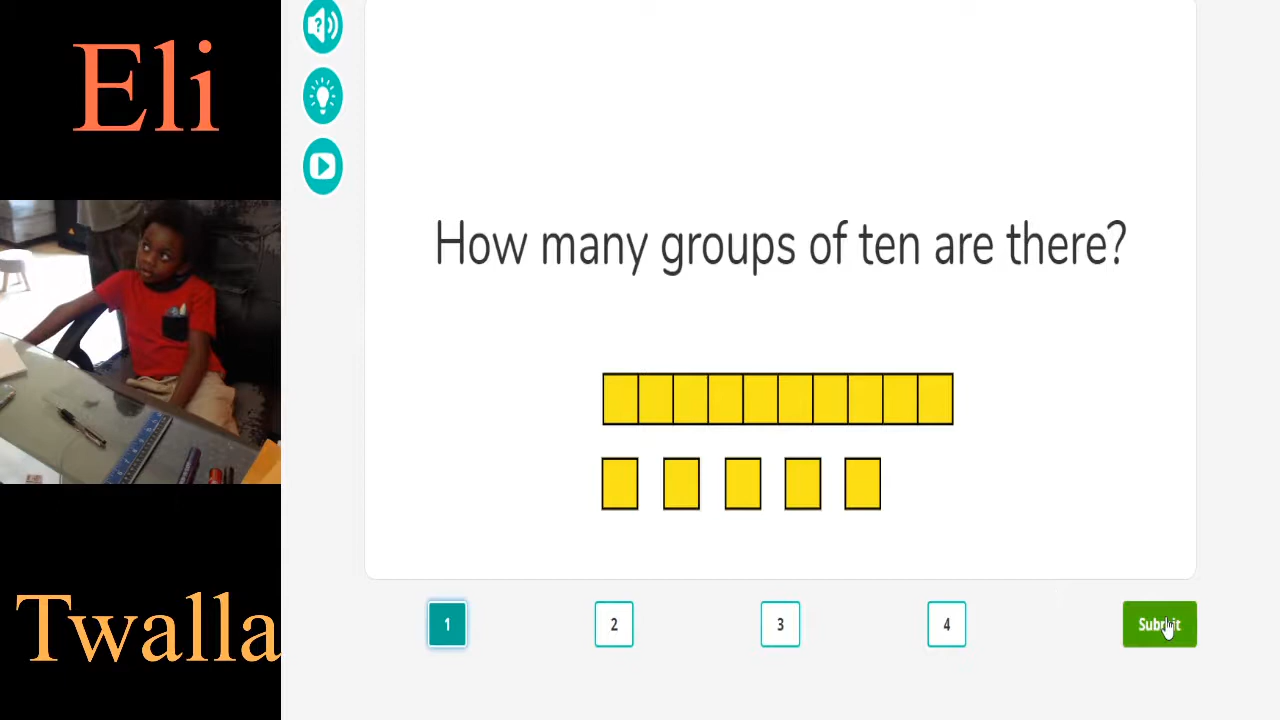 Eli
How many groups of ten are there?
1 2 3 4 Submit
Twalla